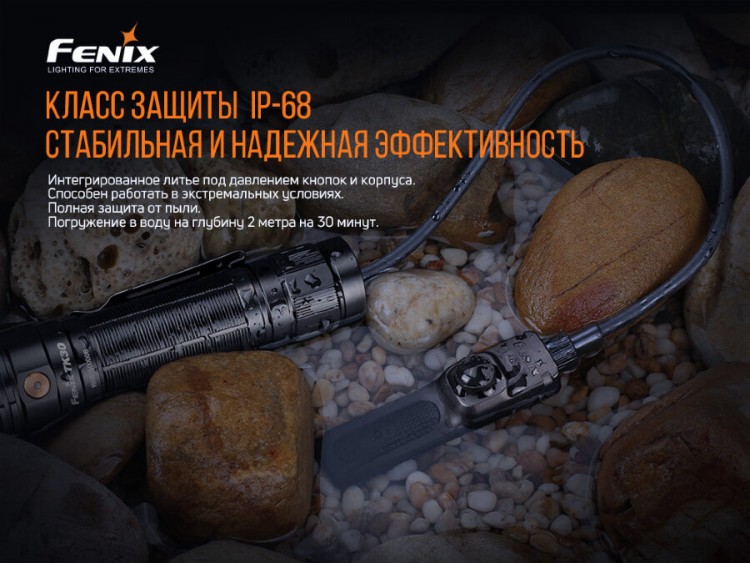 FENIX
LIGHTING FOR EXTREMES
КЛАСС ЗАЩИТЫ IP-68
СТАБИЛЬНАЯ И НАДЕЖНАЯ ЭФФЕКТИВНОСТЬ
Интегрированное литье под давлением кнопок и корпуса.
Способен работать в экстремальных условиях.
Полная защита от пыли.
Погружение в воду на глубину 2 метра на 30 минут.
Fenix TK30